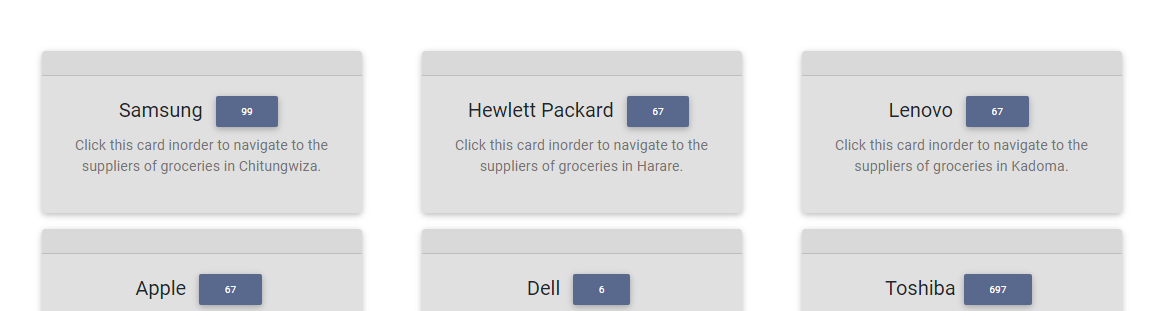 Samsung 99
Click this card inorder to navigate to the
suppliers of groceries in Chitungwiza.
Hewlett Packard 67
Click this card inorder to navigate to the
suppliers of groceries in Harare.
Lenovo 67
Click this card inorder to navigate to the
suppliers of groceries in Kadoma.
Apple 67
Dell 6
Toshiba 697